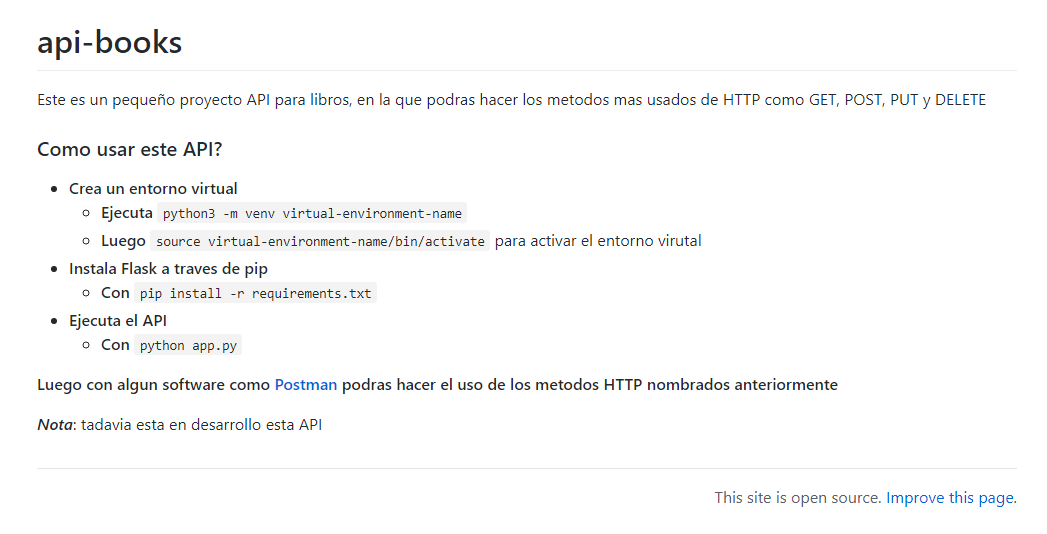 api-books
Este es un pequeño proyecto API para libros, en la que podras hacer los metodos mas usados de HTTP como GET, POST, PUT y DELETE
Como usar este API?
Crea un entorno virtual
Ejecuta python3 -m venv virtual-environment-name
Luego source virtual-environment-name/bin/activate para activar el entorno virutal
Instala Flask a traves de pip
Con pip install -r requirements.txt
Ejecuta el API
Con python app.py
Luego con algun software como Postman podras hacer el uso de los metodos HTTP nombrados anteriormente
Nota: tadavia esta en desarrollo esta API
This site is open source. Improve this page.